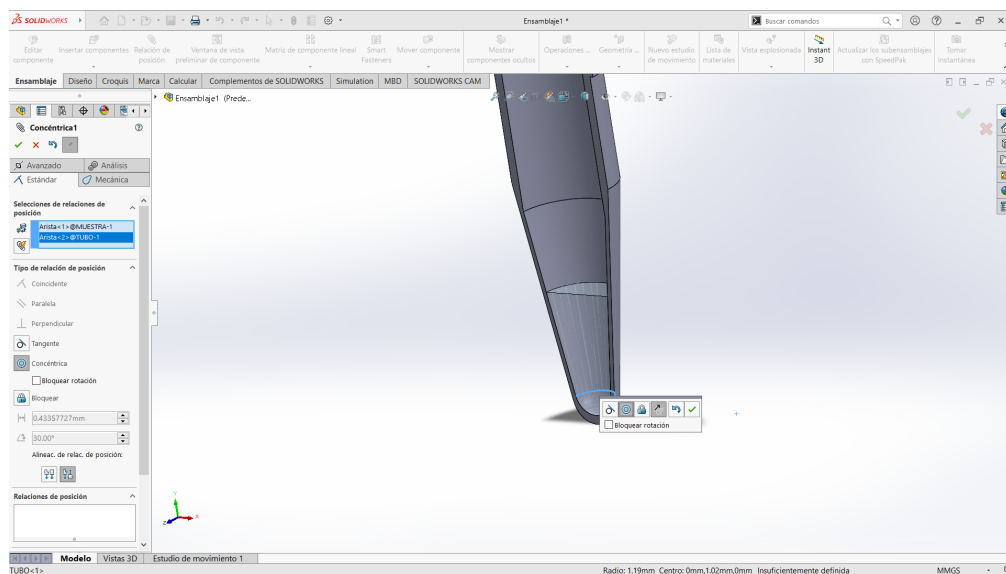 SOLIDWORKS
Ensamblaje1 *
Buscar comandos
Editar componente
Insertar componentes
Relación de posición
Ventana de vista preliminar de componente
Matriz de componente lineal
Smart Fasteners
Mover componente
Mostrar componentes ocultos
Operaciones ...
Geometría ...
Nuevo estudio de movimiento
Lista de materiales
Vista explosionada
Instant 3D
Actualizar los subensamblajes con SpeedPak
Tomar instantánea
Ensamblaje
Diseño
Croquis
Marca
Calcular
Complementos de SOLIDWORKS
Simulation
MBD
SOLIDWORKS CAM
Ensamblaje1 (Prede...
Concéntrica1
Avanzado
Análisis
Estándar
Mecánica
Selecciones de relaciones de posición
Arista<1>@MUESTRA-1
Arista<2>@TUBO-1
Tipo de relación de posición
Coincidente
Paralela
Perpendicular
Tangente
Concéntrica
Bloquear rotación
Bloquear
0.43357727mm
30.00°
Alineac. de relac. de posición:
Relaciones de posición
Bloquear rotación
Y
Z
X
Modelo
Vistas 3D
Estudio de movimiento 1
TUBO<1>
Radio: 1.19mm Centro: 0mm,1.02mm,0mm
Insuficientemente definida
MMGS